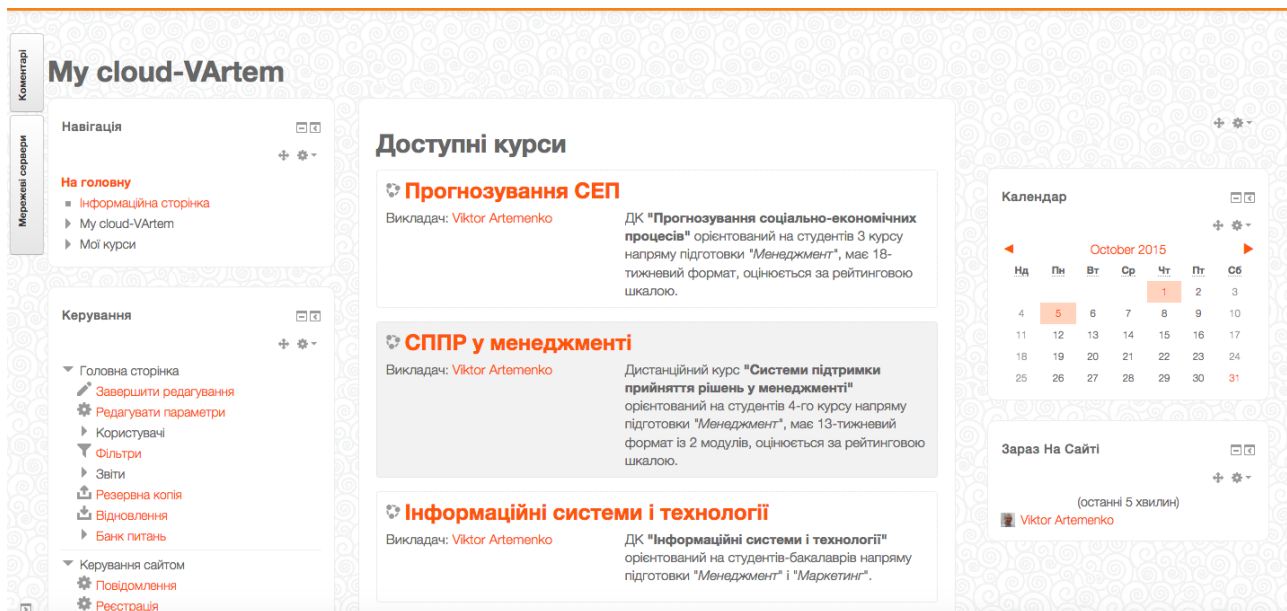 Коментарі
Мережеві сервери
My cloud-VArtem
Навігація
На головну
Інформаційна сторінка
My cloud-VArtem
Мої курси
Керування
Головна сторінка
Завершити редагування
Редагувати параметри
Користувачі
Фільтри
Звіти
Резервна копія
Відновлення
Банк питань
Керування сайтом
Повідомлення
Реєстрація
Доступні курси
Прогнозування СЕП
Викладач: Viktor Artemenko
ДК "Прогнозування соціально-економічних
процесів" орієнтований на студентів 3 курсу
напряму підготовки "Менеджмент", має 18-
тижневий формат, оцінюється за рейтинговою
шкалою.
СППР у менеджменті
Викладач: Viktor Artemenko
Дистанційний курс "Системи підтримки
прийняття рішень у менеджменті"
орієнтований на студентів 4-го курсу напряму
підготовки "Менеджмент", має 13-тижневий
формат із 2 модулів, оцінюється за рейтинговою
шкалою.
Інформаційні системи і технології
Викладач: Viktor Artemenko
ДК "Інформаційні системи і технології"
орієнтований на студентів-бакалаврів напряму
підготовки "Менеджмент" і "Маркетинг".
Календар
October 2015
Нд Пн Вт Ср Чт Пт Сб
1 2 3
4 5 6 7 8 9 10
11 12 13 14 15 16 17
18 19 20 21 22 23 24
25 26 27 28 29 30 31
Зараз На Сайті
(останні 5 хвилин)
Viktor Artemenko